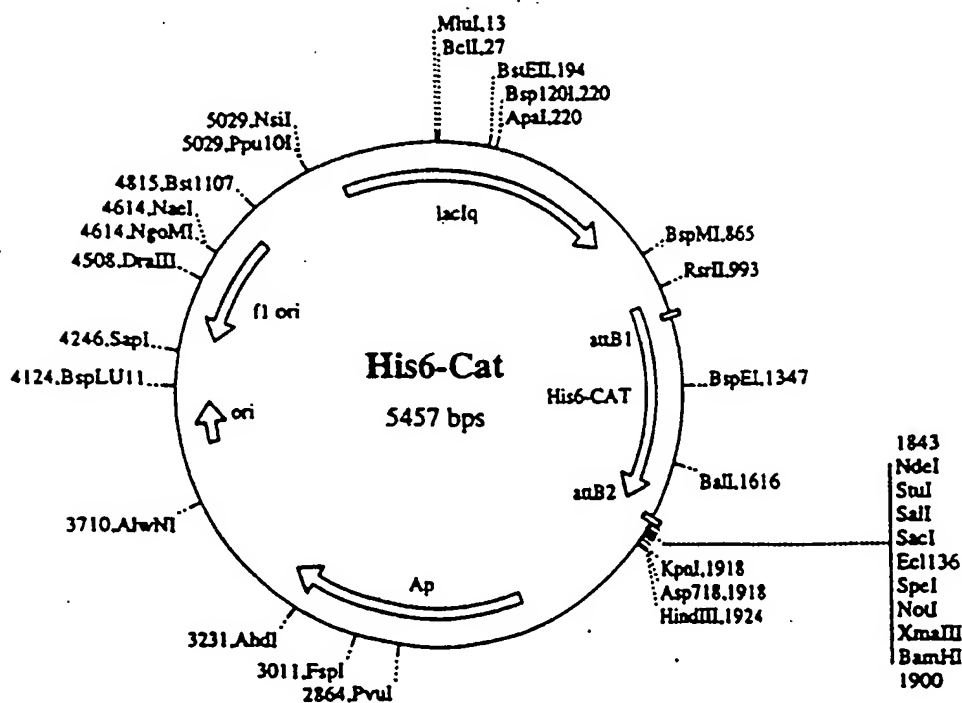 MluI,13
BclI,27
BstEII,194
Bsp120I,220
ApaI,220
5029,NsiI
5029,Ppu10I
4815,Bst1107
4614,NaeI
4614,NgoMI
4508,DraIII
lacIq
BspMI,865
RsrII,993
f1 ori
attB1
4246,SapI
4124,BspLU11
His6-Cat
5457 bps
His6-CAT
BspEI,1347
ori
attB2
BalI,1616
1843
NdeI
StuI
SalI
SacI
Ecl136
SpeI
NotI
XmaIII
BamHI
1900
3710,AlwNI
KpnI,1918
Asp718,1918
HindIII,1924
Ap
3231,AhdI
3011,FspI
2864,PvuI